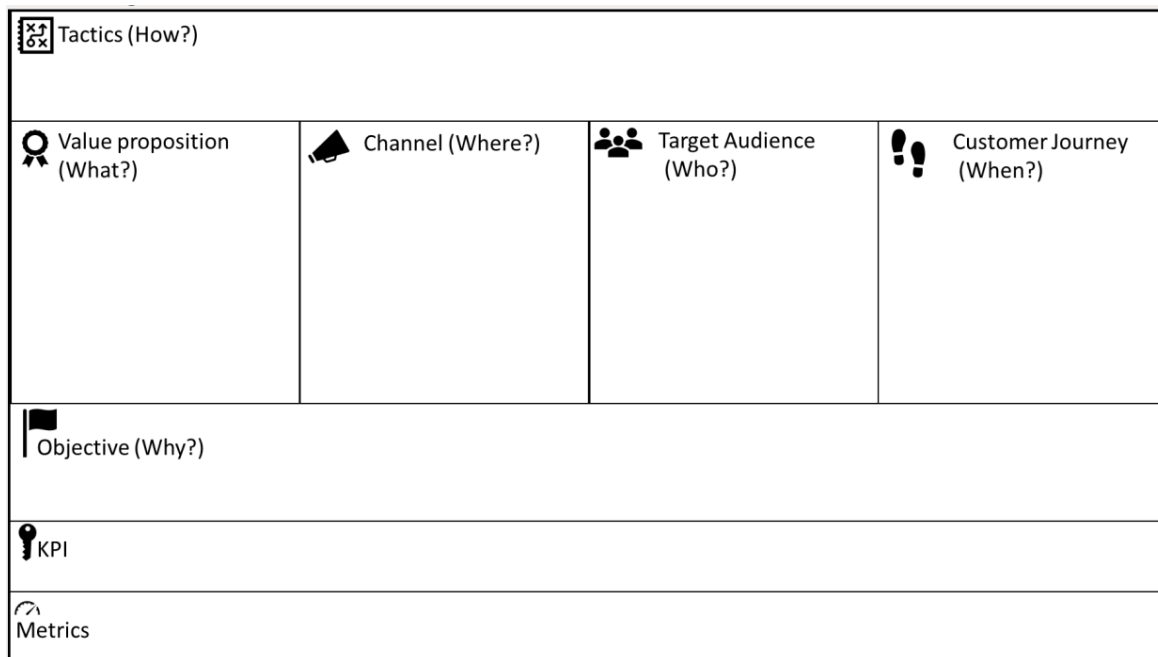 Tactics (How?)
Value proposition
(What?)
Channel (Where?)
Target Audience
(Who?)
Customer Journey
(When?)
Objective (Why?)
KPI
Metrics